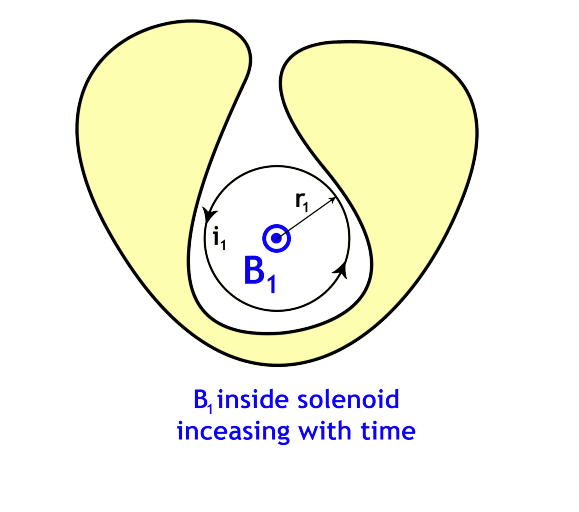 r₁
i₁
B₁
B₁ inside solenoid
inceasing with time